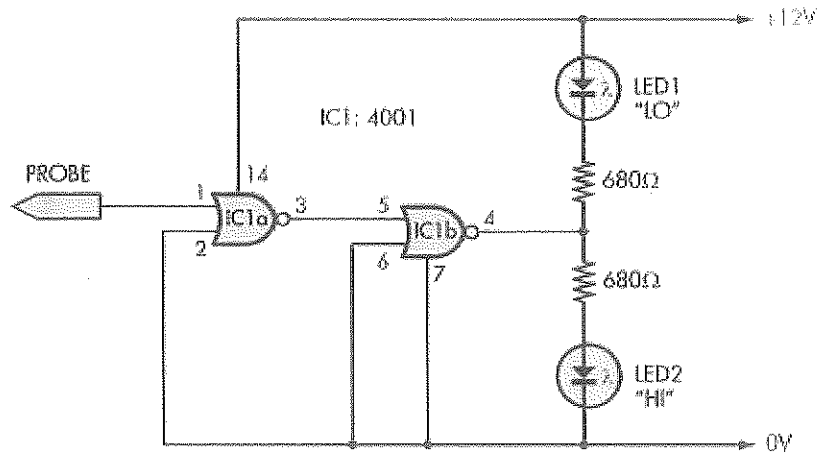 +12V
LED1
"LO"
IC1: 4001
680Ω
PROBE
14
1
IC1a
3
2
5
IC1b
4
6
7
680Ω
LED2
"HI"
0V